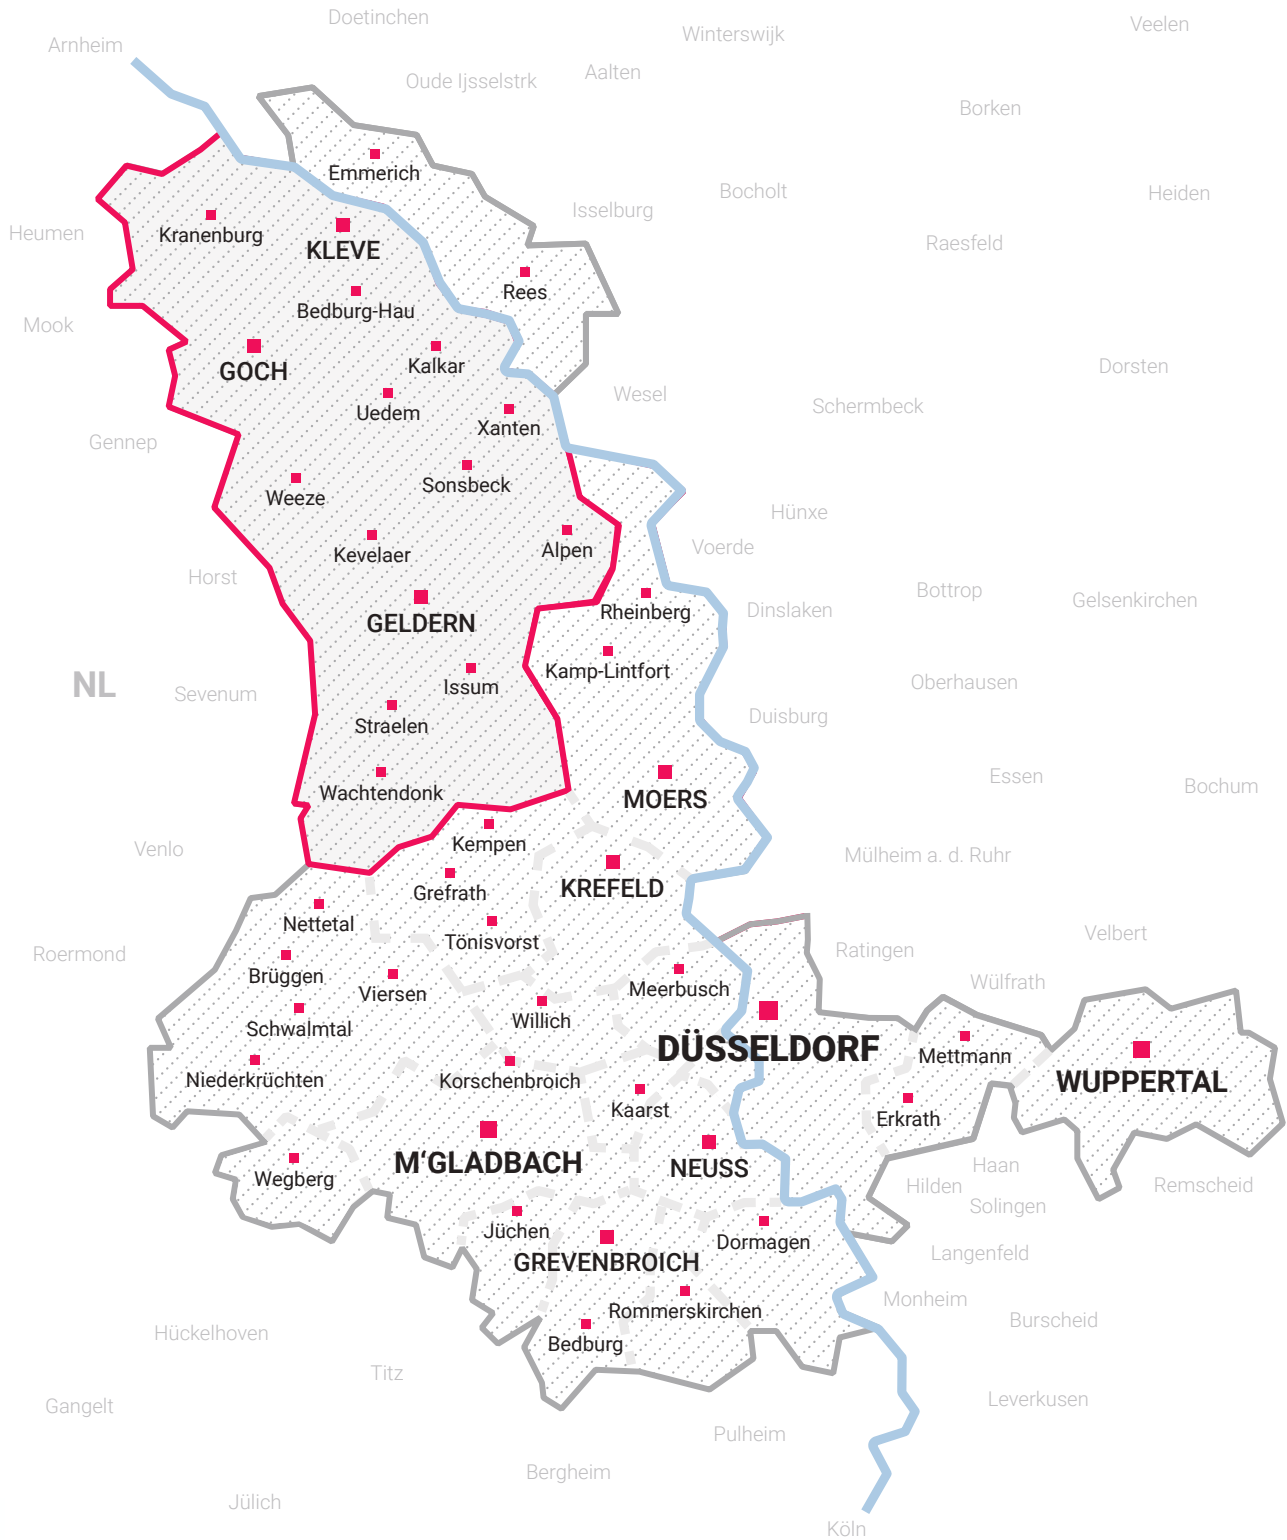 Doetinchen
Veelen
Winterswijk
Arnheim
Aalten
Oude Ijsselstrk
Borken
Emmerich
Bocholt
Heiden
Isselburg
Heumen
Kranenburg
KLEVE
Raesfeld
Rees
Bedburg-Hau
Mook
Kalkar
Dorsten
GOCH
Wesel
Schermbeck
Uedem
Xanten
Gennep
Sonsbeck
Weeze
Hünxe
Voerde
Alpen
Kevelaer
Horst
Bottrop
Gelsenkirchen
Dinslaken
Rheinberg
GELDERN
Kamp-Lintfort
Oberhausen
NL
Issum
Sevenum
Duisburg
Straelen
Essen
Bochum
Wachtendonk
MOERS
Kempen
Venlo
Mülheim a. d. Ruhr
KREFELD
Grefrath
Nettetal
Velbert
Tönisvorst
Ratingen
Roermond
Brüggen
Wülfrath
Meerbusch
Viersen
Willich
Schwalmtal
DÜSSELDORF
Mettmann
Niederkrüchten
Korschenbroich
WUPPERTAL
Kaarst
Erkrath
M‘GLADBACH
NEUSS
Haan
Wegberg
Hilden
Remscheid
Solingen
Jüchen
Dormagen
Langenfeld
GREVENBROICH
Monheim
Rommerskirchen
Burscheid
Hückelhoven
Bedburg
Titz
Leverkusen
Gangelt
Pulheim
Bergheim
Jülich
Köln